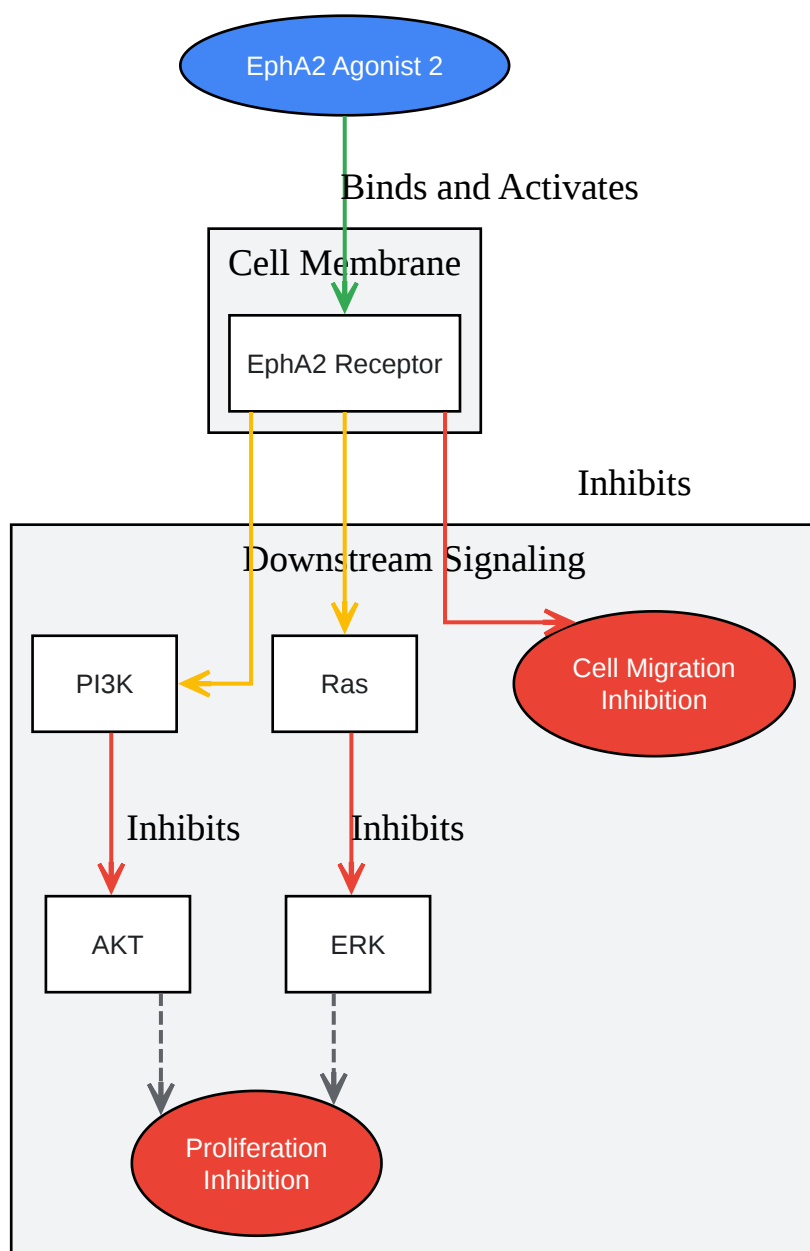 EphA2 Agonist 2
Binds and Activates
Cell Membrane
EphA2 Receptor
Inhibits
Downstream Signaling
PI3K
Ras
Cell Migration
Inhibition
Inhibits
Inhibits
AKT
ERK
Proliferation
Inhibition